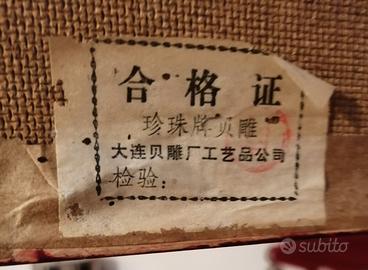 合格证
珍珠牌贝雕
大连贝雕厂工艺品公司
检验：
subito